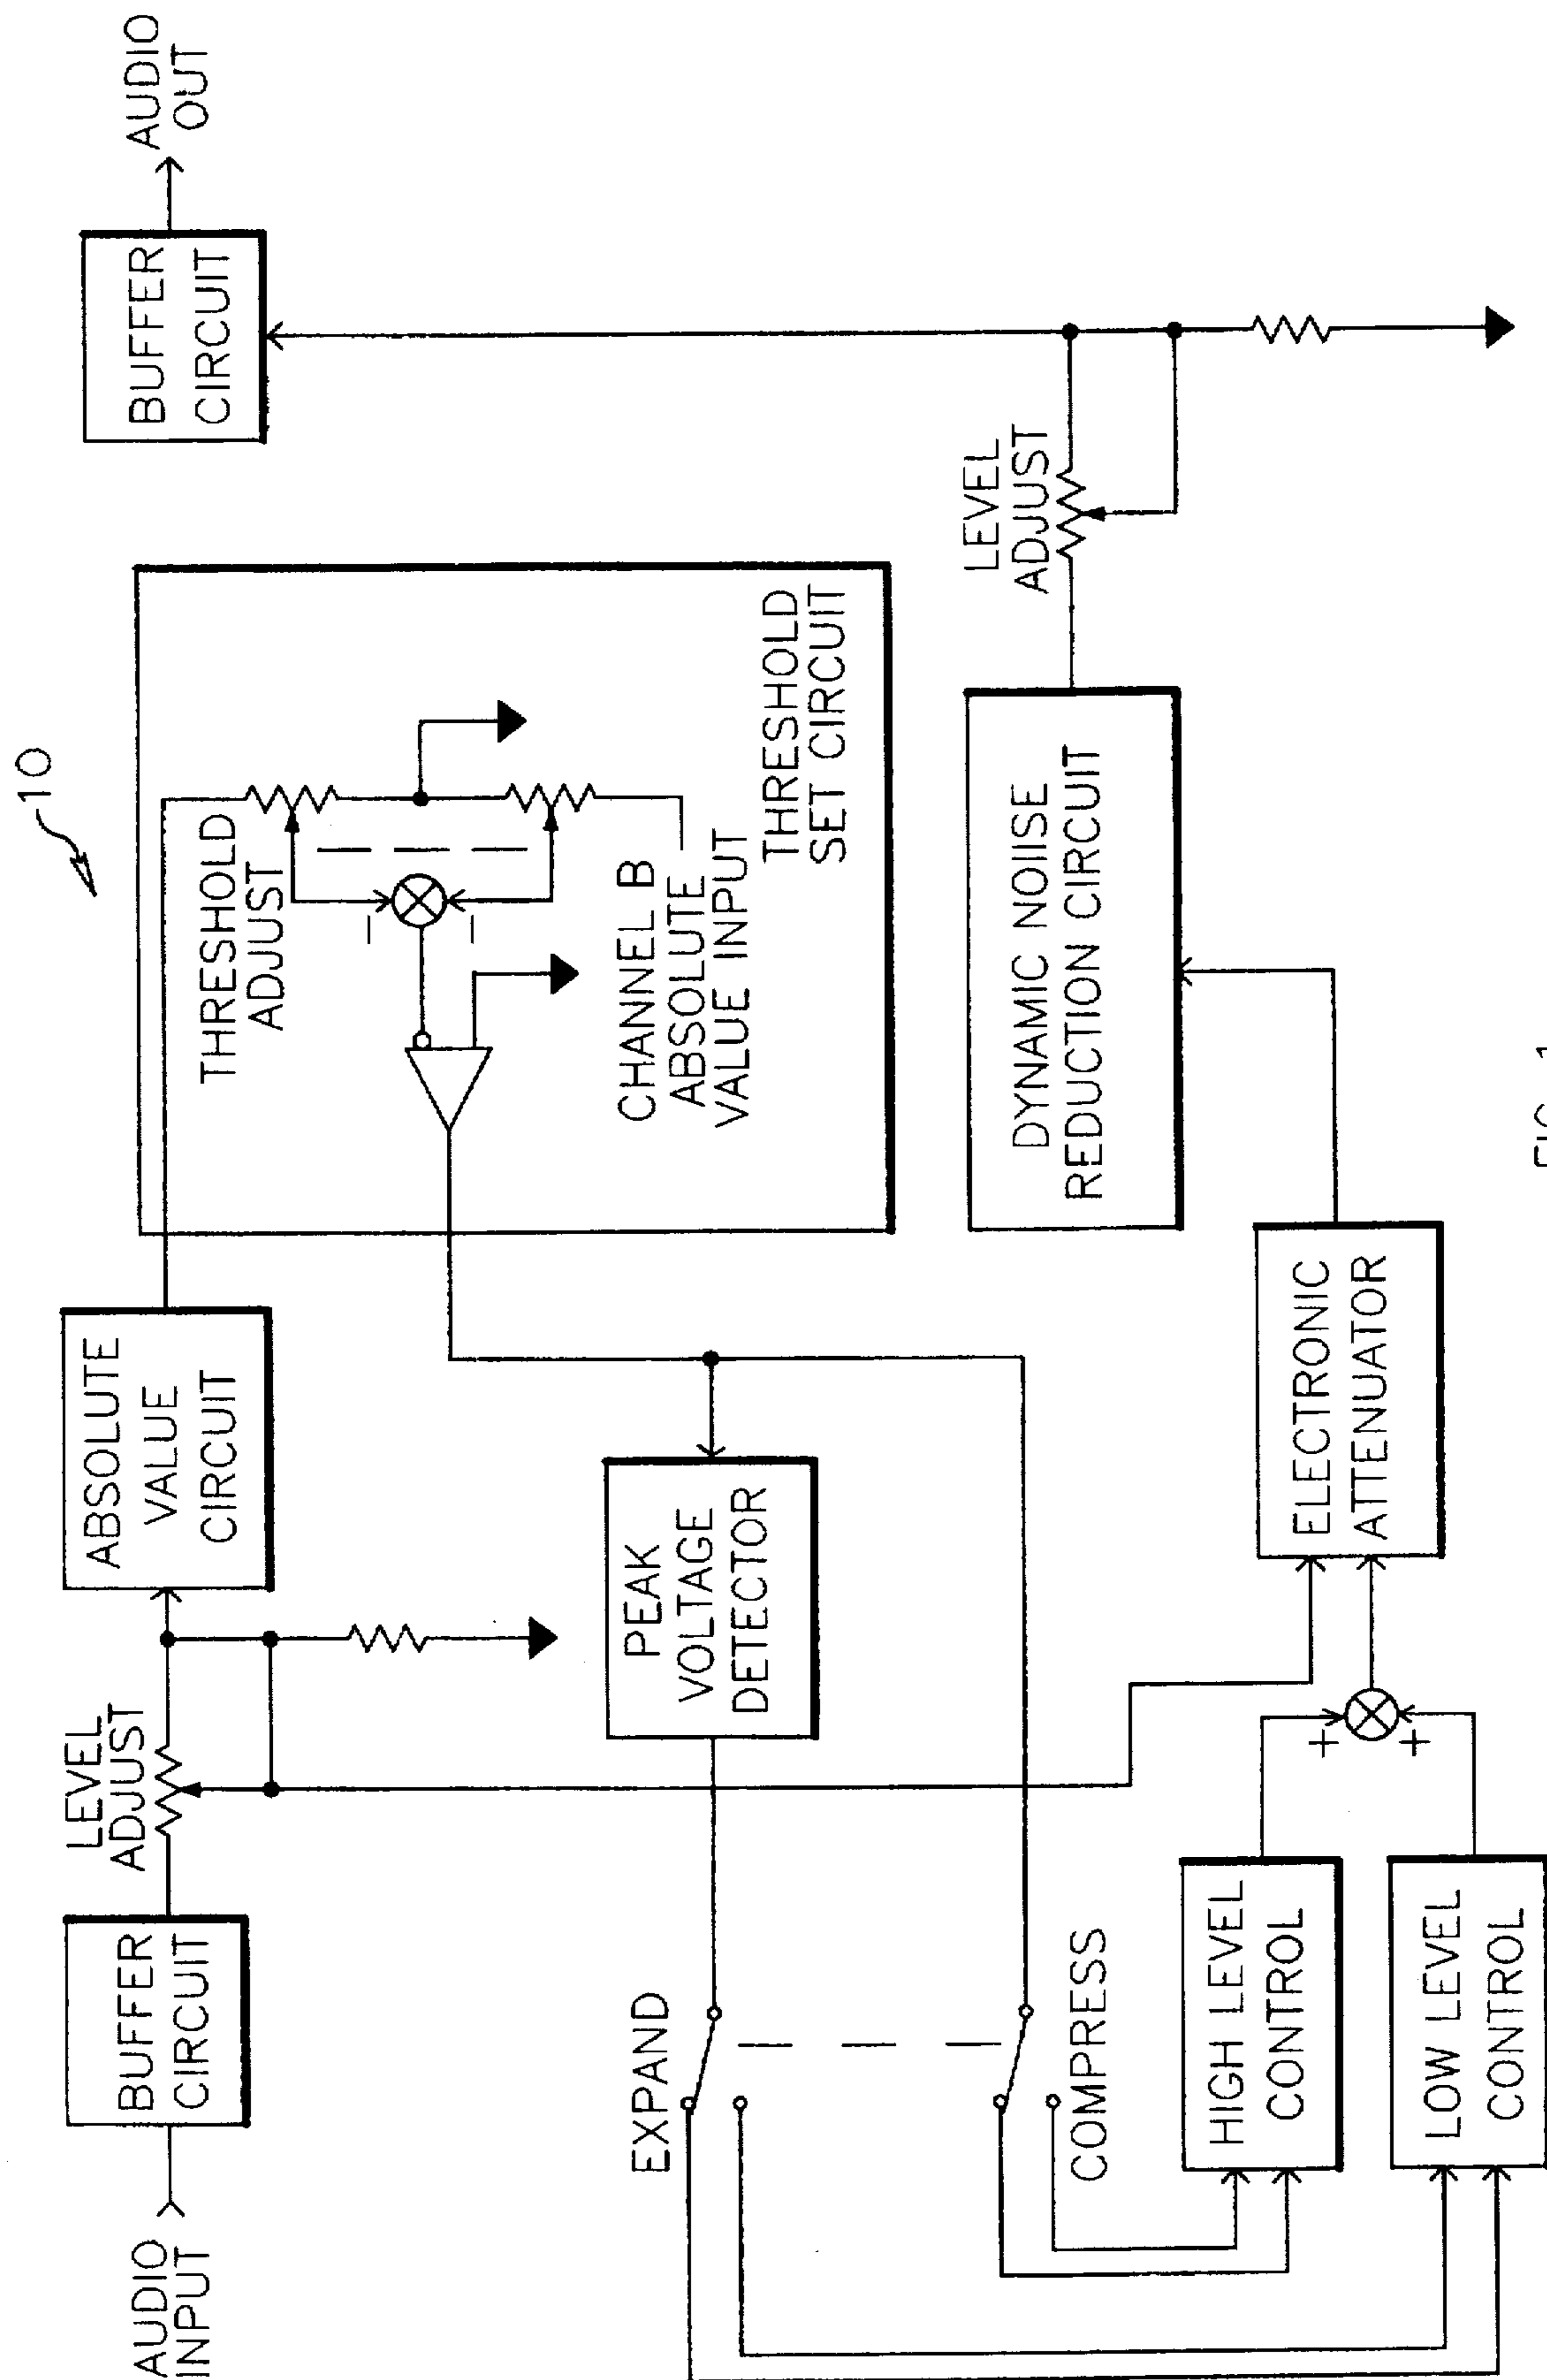 10
AUDIO
INPUT
BUFFER
CIRCUIT
LEVEL
ADJUST
ABSOLUTE
VALUE
CIRCUIT
THRESHOLD
ADJUST
−
−
CHANNEL B
ABSOLUTE
VALUE INPUT
THRESHOLD
SET CIRCUIT
BUFFER
CIRCUIT
AUDIO
OUT
EXPAND
PEAK
VOLTAGE
DETECTOR
COMPRESS
HIGH LEVEL
CONTROL
LOW LEVEL
CONTROL
+
+
ELECTRONIC
ATTENUATOR
DYNAMIC NOIISE
REDUCTION CIRCUIT
LEVEL
ADJUST
FIG. 1